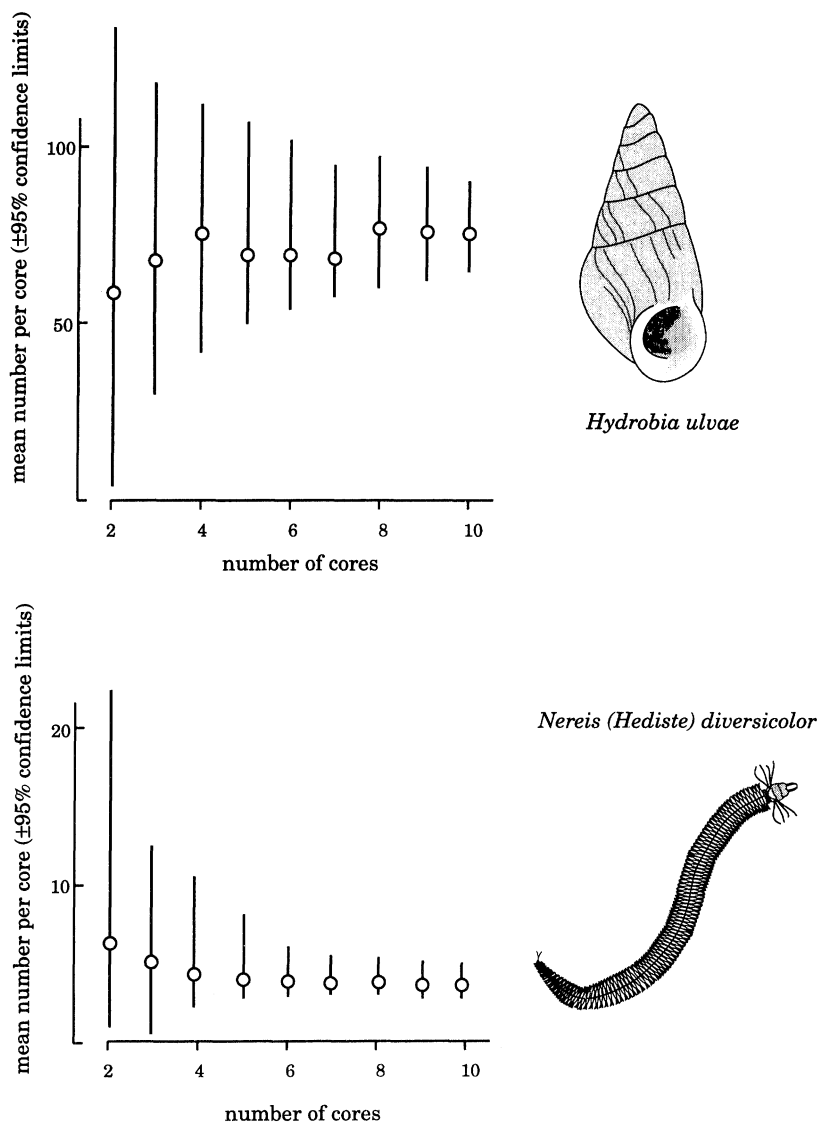 mean number per core (±95% confidence limits)
100
50
2 4 6 8 10
number of cores
Hydrobia ulvae
mean number per core (±95% confidence limits)
20
10
2 4 6 8 10
number of cores
Nereis (Hediste) diversicolor